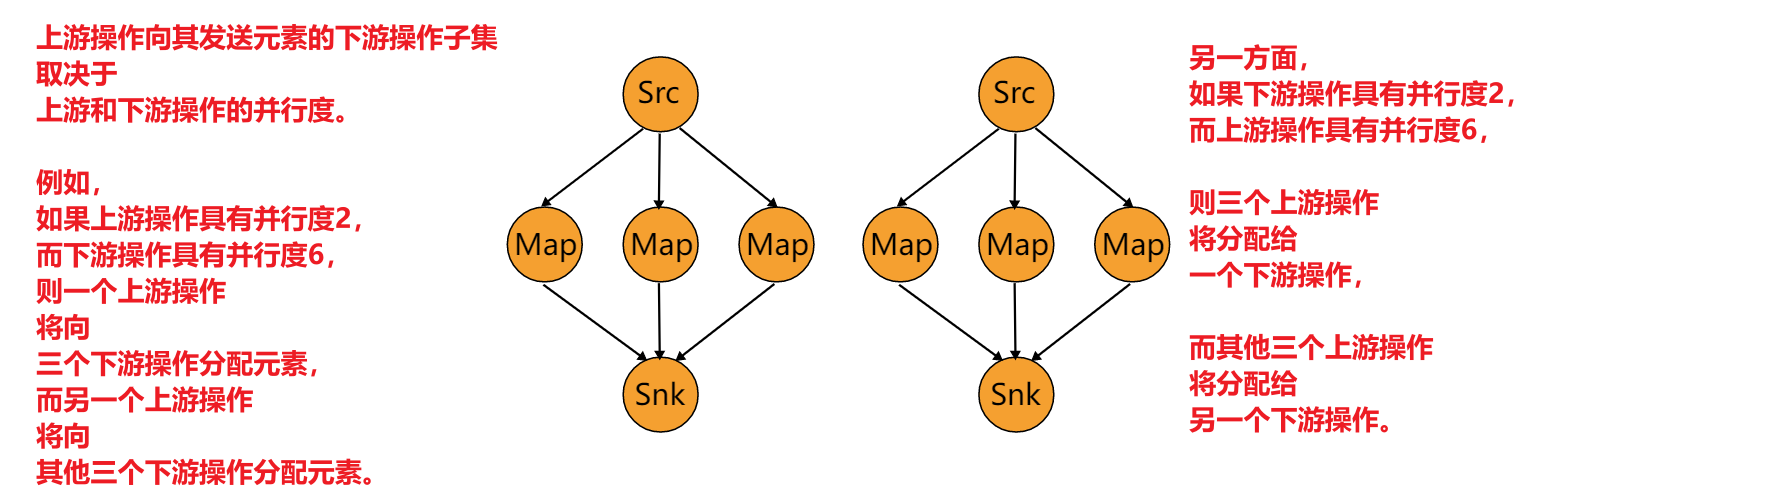 上游操作向其发送元素的下游操作子集
取决于
上游和下游操作的并行度。
例如，
如果上游操作具有并行度2，
而下游操作具有并行度6，
则一个上游操作
将向
三个下游操作分配元素，
而另一个上游操作
将向
其他三个下游操作分配元素。
Src
Map Map Map
Snk
Src
Map Map Map
Snk
另一方面，
如果下游操作具有并行度2，
而上游操作具有并行度6，
则三个上游操作
将分配给
一个下游操作，
而其他三个上游操作
将分配给
另一个下游操作。